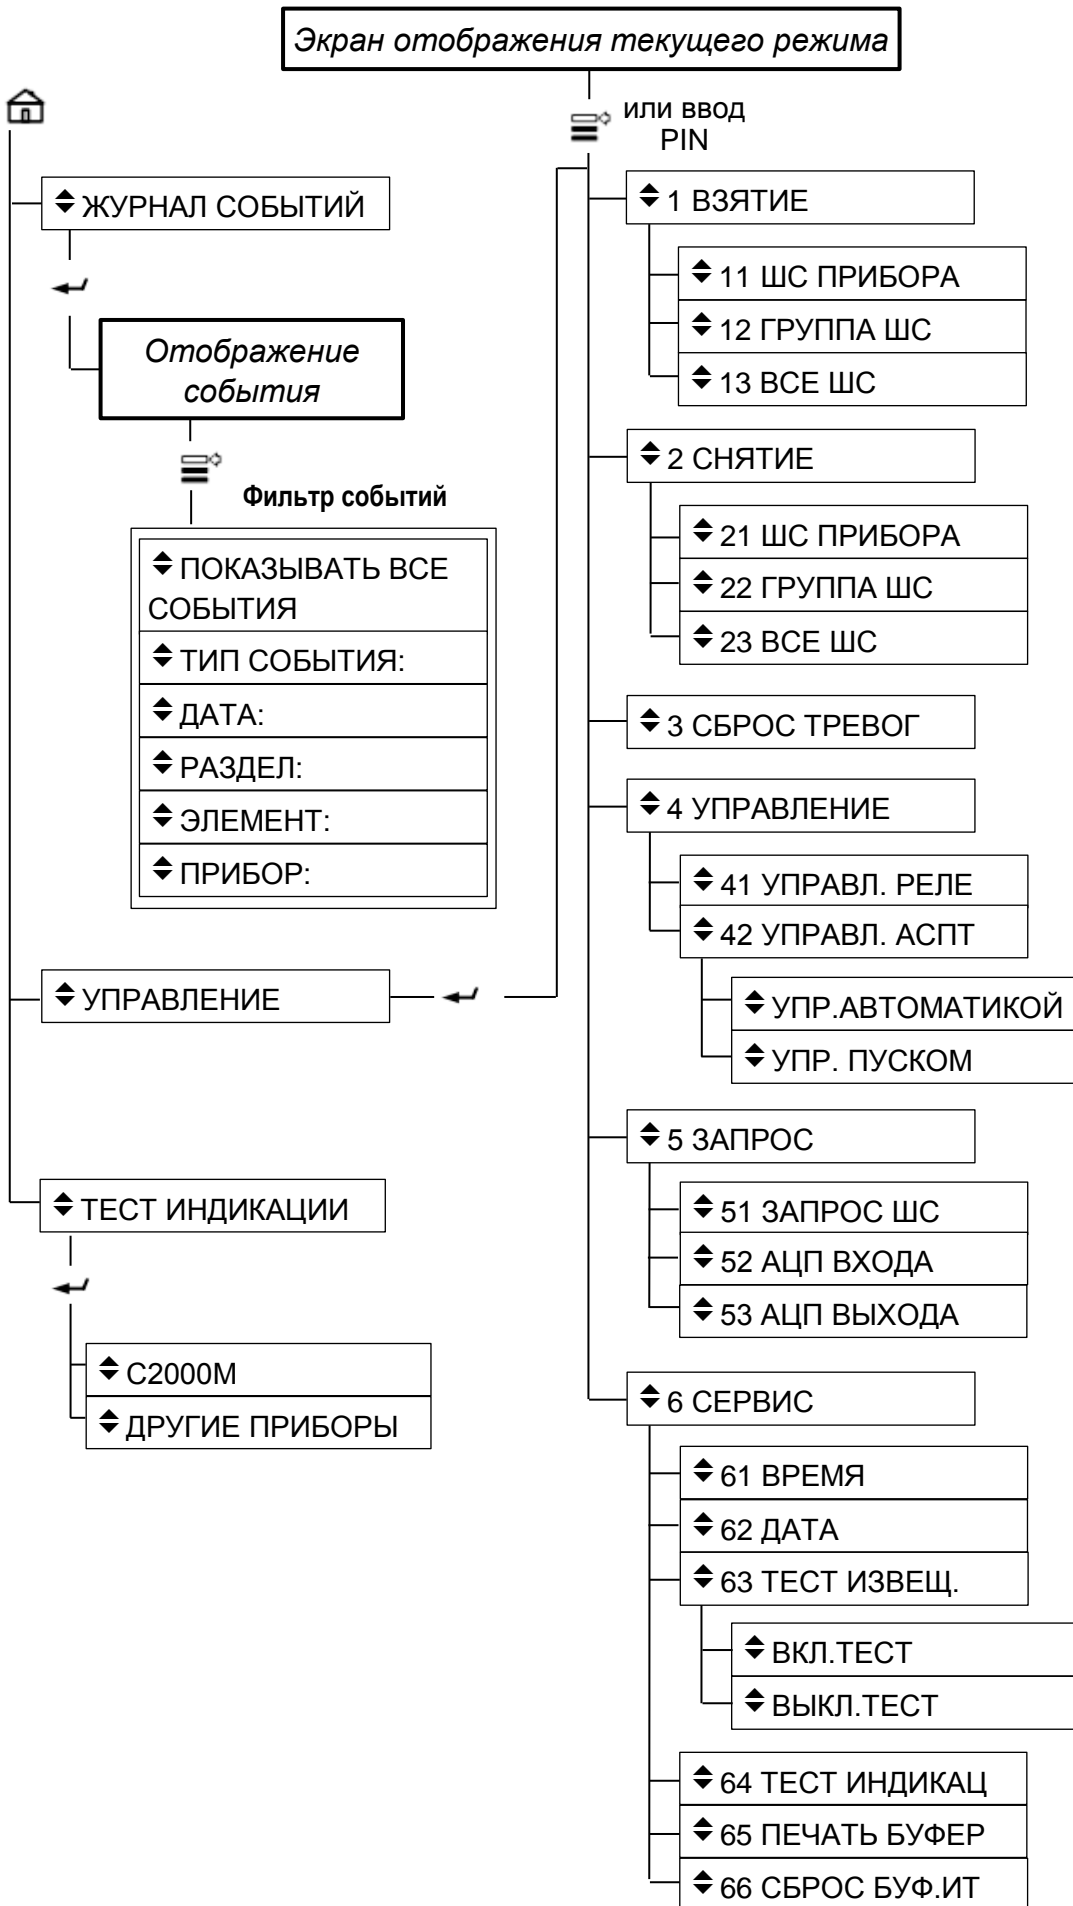 Экран отображения текущего режима
или ввод
PIN
ЖУРНАЛ СОБЫТИЙ
Отображение
события
Фильтр событий
ПОКАЗЫВАТЬ ВСЕ
СОБЫТИЯ
ТИП СОБЫТИЯ:
ДАТА:
РАЗДЕЛ:
ЭЛЕМЕНТ:
ПРИБОР:
УПРАВЛЕНИЕ
ТЕСТ ИНДИКАЦИИ
С2000М
ДРУГИЕ ПРИБОРЫ
1 ВЗЯТИЕ
11 ШС ПРИБОРА
12 ГРУППА ШС
13 ВСЕ ШС
2 СНЯТИЕ
21 ШС ПРИБОРА
22 ГРУППА ШС
23 ВСЕ ШС
3 СБРОС ТРЕВОГ
4 УПРАВЛЕНИЕ
41 УПРАВЛ. РЕЛЕ
42 УПРАВЛ. АСПТ
УПР.АВТОМАТИКОЙ
УПР. ПУСКОМ
5 ЗАПРОС
51 ЗАПРОС ШС
52 АЦП ВХОДА
53 АЦП ВЫХОДА
6 СЕРВИС
61 ВРЕМЯ
62 ДАТА
63 ТЕСТ ИЗВЕЩ.
ВКЛ.ТЕСТ
ВЫКЛ.ТЕСТ
64 ТЕСТ ИНДИКАЦ
65 ПЕЧАТЬ БУФЕР
66 СБРОС БУФ.ИТ